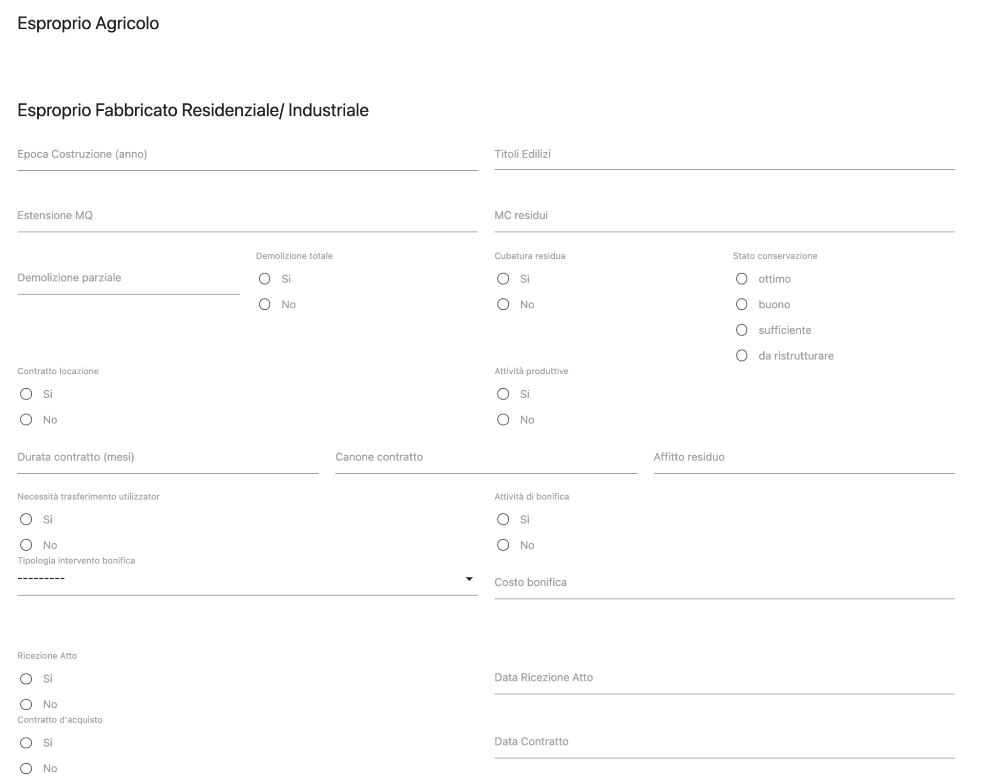 Esproprio Agricolo
Esproprio Fabbricato Residenziale/ Industriale
Epoca Costruzione (anno)
Titoli Edilizi
Estensione MQ
MC residui
Demolizione parziale
Demolizione totale
Si
No
Cubatura residua
Si
No
Stato conservazione
ottimo
buono
sufficiente
da ristrutturare
Contratto locazione
Si
No
Attività produttive
Si
No
Durata contratto (mesi)
Canone contratto
Affitto residuo
Necessità trasferimento utilizzator
Si
No
Attività di bonifica
Si
No
Tipologia intervento bonifica
---------
Costo bonifica
Ricezione Atto
Si
No
Data Ricezione Atto
Contratto d'acquisto
Si
No
Data Contratto